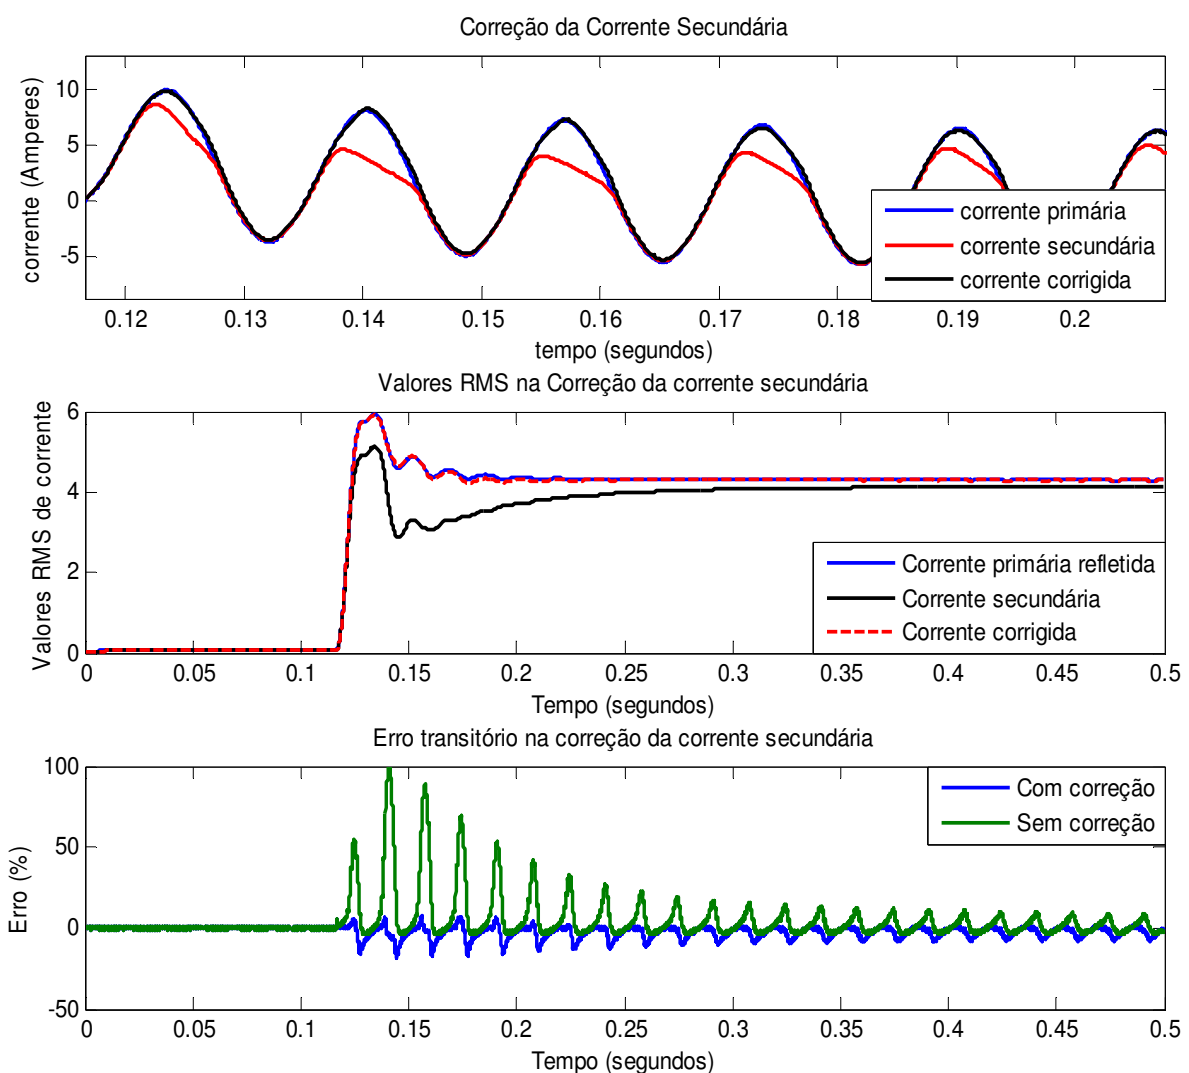 Correção da Corrente Secundária
corrente (Amperes)
10
5
0
-5
corrente primária
corrente secundária
corrente corrigida
0.12 0.13 0.14 0.15 0.16 0.17 0.18 0.19 0.2
tempo (segundos)
Valores RMS na Correção da corrente secundária
Valores RMS de corrente
6
4
2
0
Corrente primária refletida
Corrente secundária
Corrente corrigida
0 0.05 0.1 0.15 0.2 0.25 0.3 0.35 0.4 0.45 0.5
Tempo (segundos)
Erro transitório na correção da corrente secundária
Erro (%)
100
50
0
-50
Com correção
Sem correção
0 0.05 0.1 0.15 0.2 0.25 0.3 0.35 0.4 0.45 0.5
Tempo (segundos)